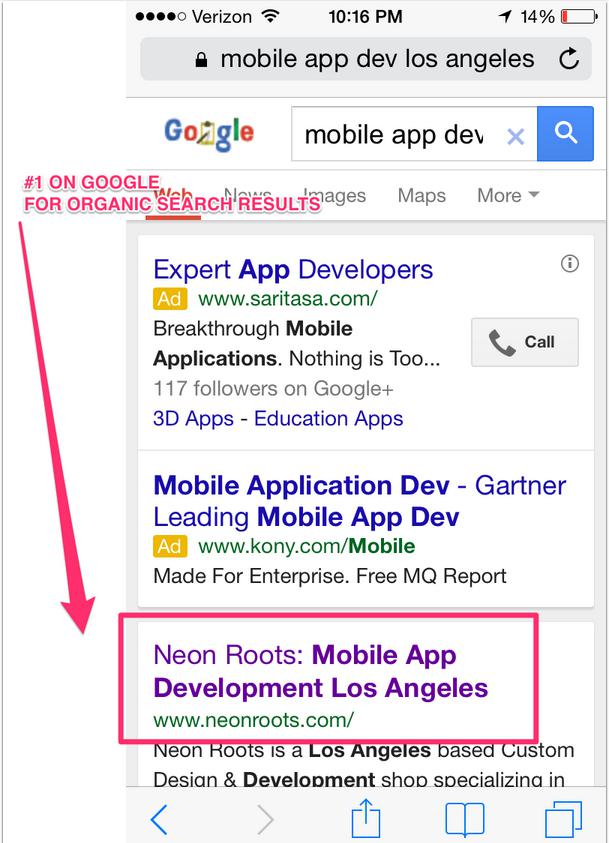 Verizon 10:16 PM 14%
mobile app dev los angeles
Google mobile app dev
#1 ON GOOGLE
FOR ORGANIC SEARCH RESULTS
Web News Images Maps More
Expert App Developers
Ad www.saritasa.com/
Breakthrough Mobile
Applications. Nothing is Too...
Call
117 followers on Google+
3D Apps - Education Apps
Mobile Application Dev - Gartner
Leading Mobile App Dev
Ad www.kony.com/Mobile
Made For Enterprise. Free MQ Report
Neon Roots: Mobile App
Development Los Angeles
www.neonroots.com/
Neon Roots is a Los Angeles based Custom
Design & Development shop specializing in